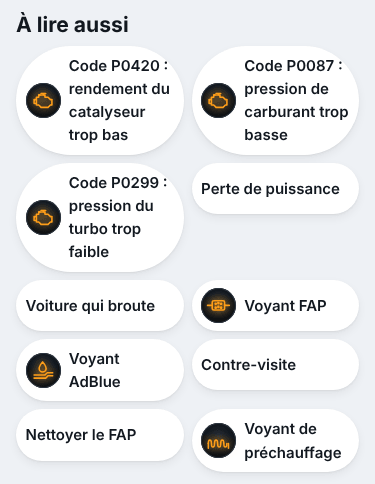 À lire aussi
Code P0420 :
rendement du
catalyseur
trop bas
Code P0087 :
pression de
carburant trop
basse
Code P0299 :
pression du
turbo trop
faible
Perte de puissance
Voiture qui broute
Voyant FAP
Voyant
AdBlue
Contre-visite
Nettoyer le FAP
Voyant de
préchauffage